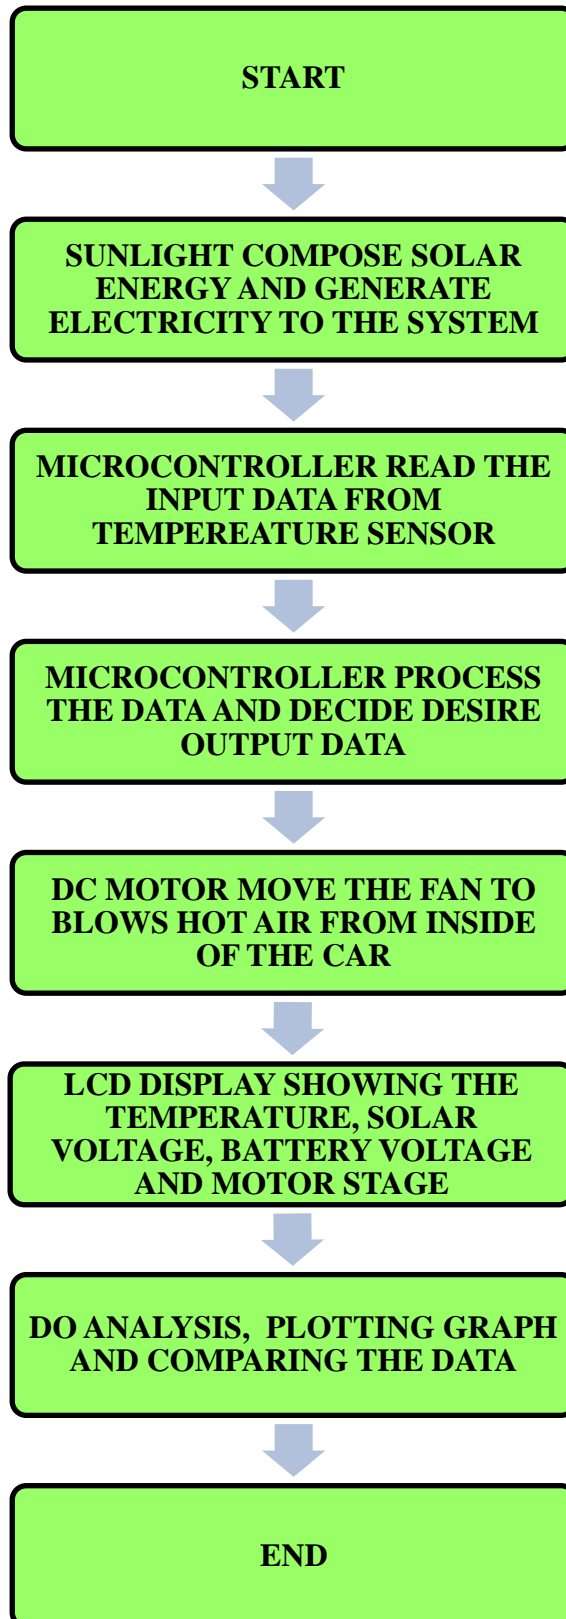 START
SUNLIGHT COMPOSE SOLAR
ENERGY AND GENERATE
ELECTRICITY TO THE SYSTEM
MICROCONTROLLER READ THE
INPUT DATA FROM
TEMPEREATURE SENSOR
MICROCONTROLLER PROCESS
THE DATA AND DECIDE DESIRE
OUTPUT DATA
DC MOTOR MOVE THE FAN TO
BLOWS HOT AIR FROM INSIDE
OF THE CAR
LCD DISPLAY SHOWING THE
TEMPERATURE, SOLAR
VOLTAGE, BATTERY VOLTAGE
AND MOTOR STAGE
DO ANALYSIS, PLOTTING GRAPH
AND COMPARING THE DATA
END